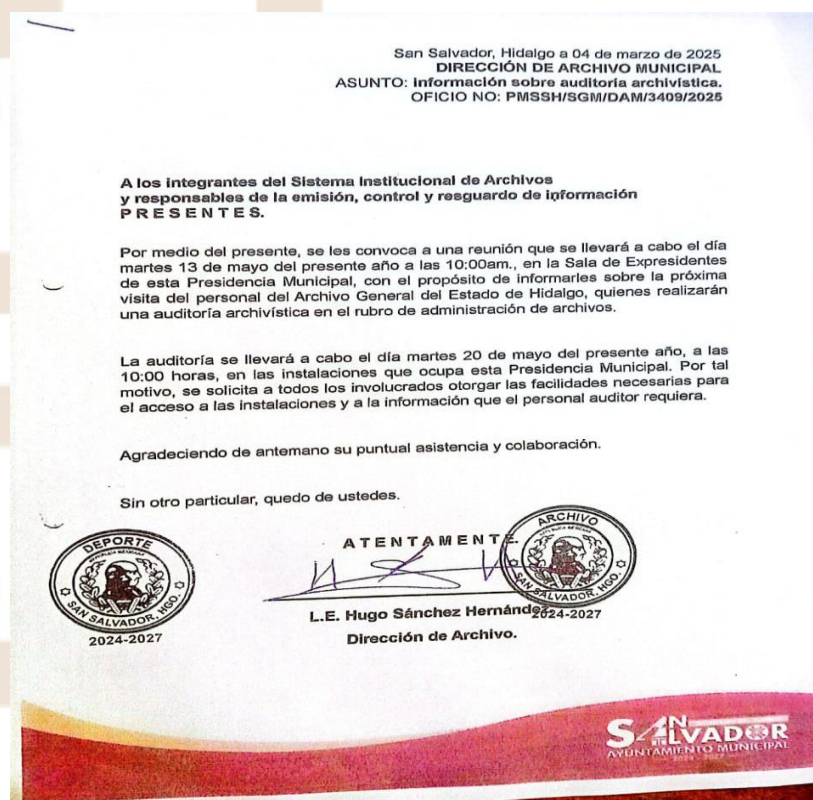 San Salvador, Hidalgo a 04 de marzo de 2025
DIRECCIÓN DE ARCHIVO MUNICIPAL
ASUNTO: Información sobre auditoría archivística.
OFICIO NO: PMSSH/SGM/DAM/3409/2025
A los integrantes del Sistema Institucional de Archivos
y responsables de la emisión, control y resguardo de información
P R E S E N T E S.
Por medio del presente, se les convoca a una reunión que se llevará a cabo el día
martes 13 de mayo del presente año a las 10:00am., en la Sala de Expresidentes
de esta Presidencia Municipal, con el propósito de informarles sobre la próxima
visita del personal del Archivo General del Estado de Hidalgo, quienes realizarán
una auditoría archivística en el rubro de administración de archivos.
La auditoría se llevará a cabo el día martes 20 de mayo del presente año, a las
10:00 horas, en las instalaciones que ocupa esta Presidencia Municipal. Por tal
motivo, se solicita a todos los involucrados otorgar las facilidades necesarias para
el acceso a las instalaciones y a la información que el personal auditor requiera.
Agradeciendo de antemano su puntual asistencia y colaboración.
Sin otro particular, quedo de ustedes.
A T E N T A M E N T E.
DEPORTE
SAN SALVADOR, HGO.
2024-2027
ARCHIVO
SAN SALVADOR, HGO.
2024-2027
L.E. Hugo Sánchez Hernández
Dirección de Archivo.
SAN
SALVADOR
AYUNTAMIENTO MUNICIPAL